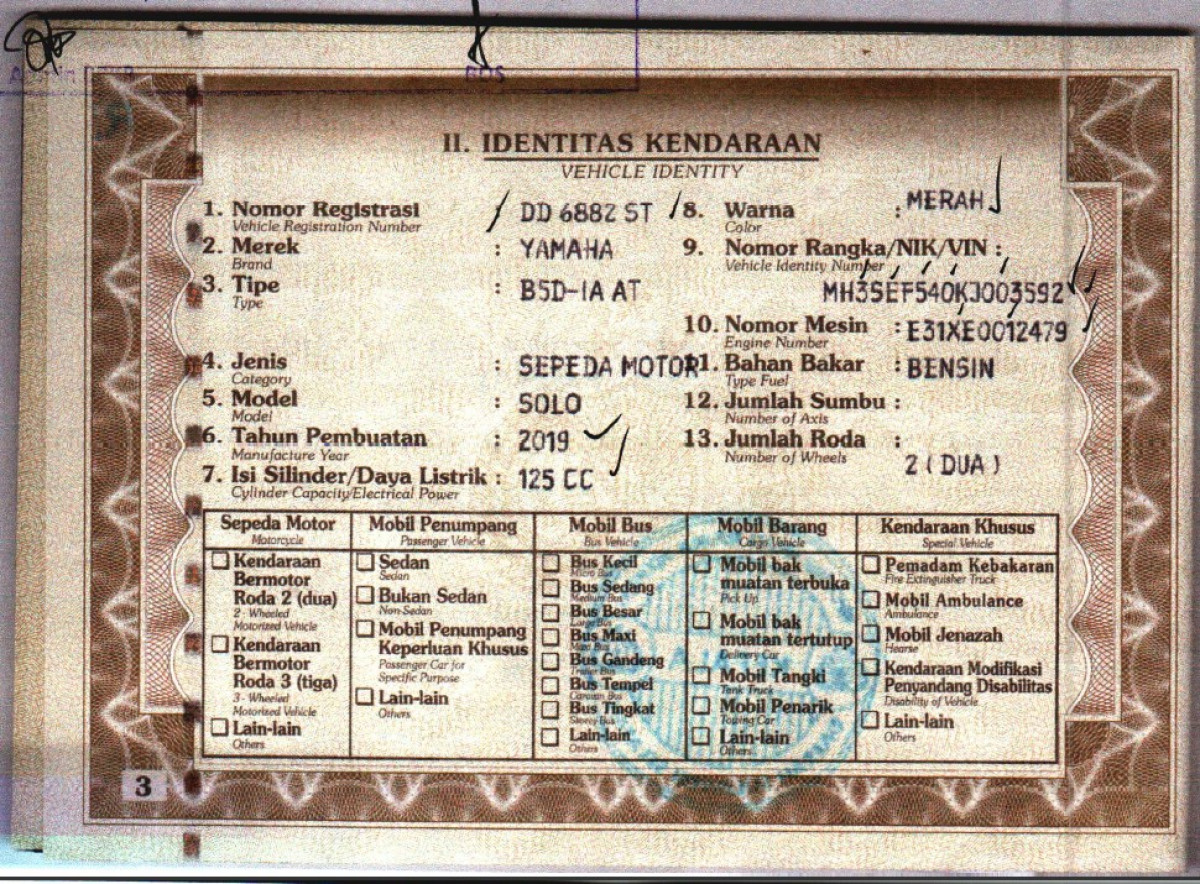 II. IDENTITAS KENDARAAN
VEHICLE IDENTITY
1. Nomor Registrasi DD 6882 ST
Vehicle Registration Number
2. Merek : YAMAHA
Brand
3. Tipe : B5D-1A AT
Type
4. Jenis : SEPEDA MOTOR
Category
5. Model : SOLO
Model
6. Tahun Pembuatan : 2019
Manufacture Year
7. Isi Silinder/Daya Listrik : 125 CC
Cylinder Capacity/Electrical Power
8. Warna : MERAH
Color
9. Nomor Rangka/NIK/VIN :
Vehicle Identity Number
MH3SEF540KJ003592
10. Nomor Mesin : E31XE0012479
Engine Number
11. Bahan Bakar : BENSIN
Type Fuel
12. Jumlah Sumbu :
Number of Axis
13. Jumlah Roda :
Number of Wheels
2 ( DUA )
Sepeda Motor
Motorcycle
Kendaraan
Bermotor
Roda 2 (dua)
2 - Wheeled
Motorized Vehicle
Kendaraan
Bermotor
Roda 3 (tiga)
3 - Wheeled
Motorized Vehicle
Lain-lain
Others
Mobil Penumpang
Passenger Vehicle
Sedan
Sedan
Bukan Sedan
Non-Sedan
Mobil Penumpang
Keperluan Khusus
Passenger Car for
Specific Purpose
Lain-lain
Others
Mobil Bus
Bus Vehicle
Bus Kecil
Micro Bus
Bus Sedang
Medium Bus
Bus Besar
Large Bus
Bus Maxi
Maxi Bus
Bus Gandeng
Trailer Bus
Bus Tempel
Caravan Bus
Bus Tingkat
Lain-lain
Others
Mobil Barang
Cargo Vehicle
Mobil bak
muatan terbuka
Pick Up
Mobil bak
muatan tertutup
Delivery Car
Mobil Tangki
Tank Truck
Mobil Penarik
Towing Car
Lain-lain
Others
Kendaraan Khusus
Special Vehicle
Pemadam Kebakaran
Fire Extinguisher Truck
Mobil Ambulance
Ambulance
Mobil Jenazah
Hearse
Kendaraan Modifikasi
Penyandang Disabilitas
Disability of Vehicle
Lain-lain
Others
3